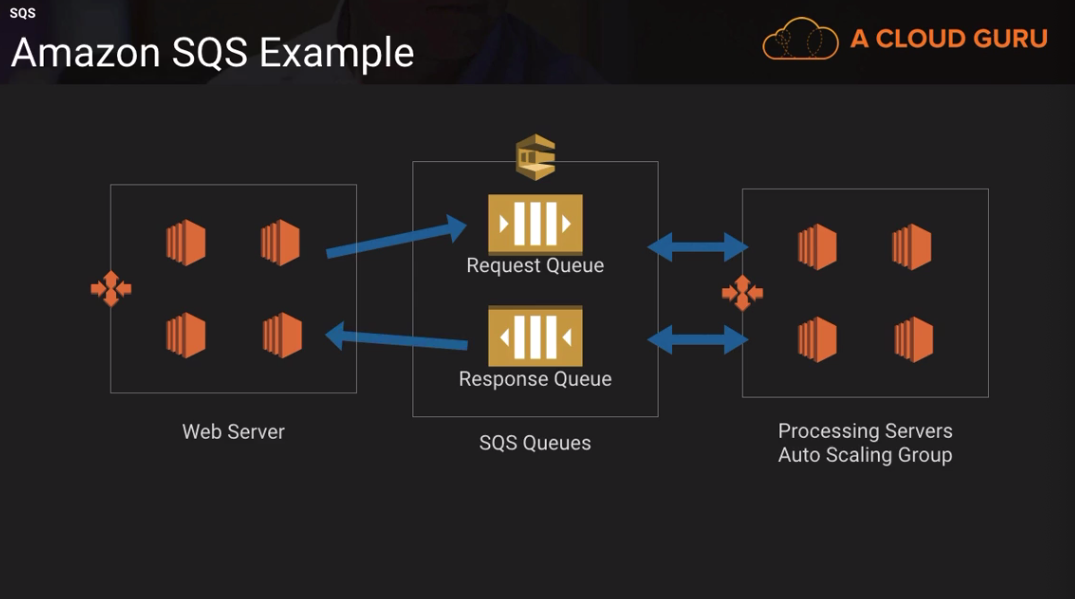 SQS
Amazon SQS Example
A CLOUD GURU
Request Queue
Response Queue
Web Server
SQS Queues
Processing Servers
Auto Scaling Group